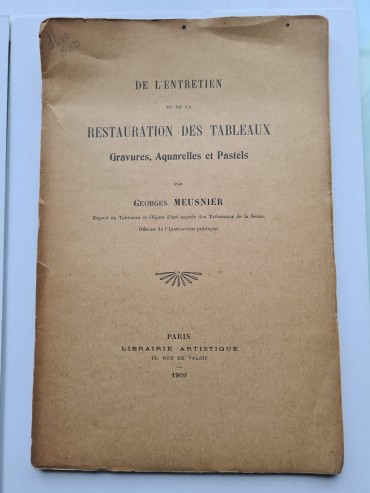 DE L'ENTRETIEN
ET DE LA
RESTAURATION DES TABLEAUX
Gravures, Aquarelles et Pastels
PAR
GEORGES MEUSNIER
Expert en Tableaux et Objets d'art auprès des Tribunaux de la Seine,
Officier de l'Instruction publique.
PARIS
LIBRAIRIE ARTISTIQUE
RUE DE VALOIS
1909